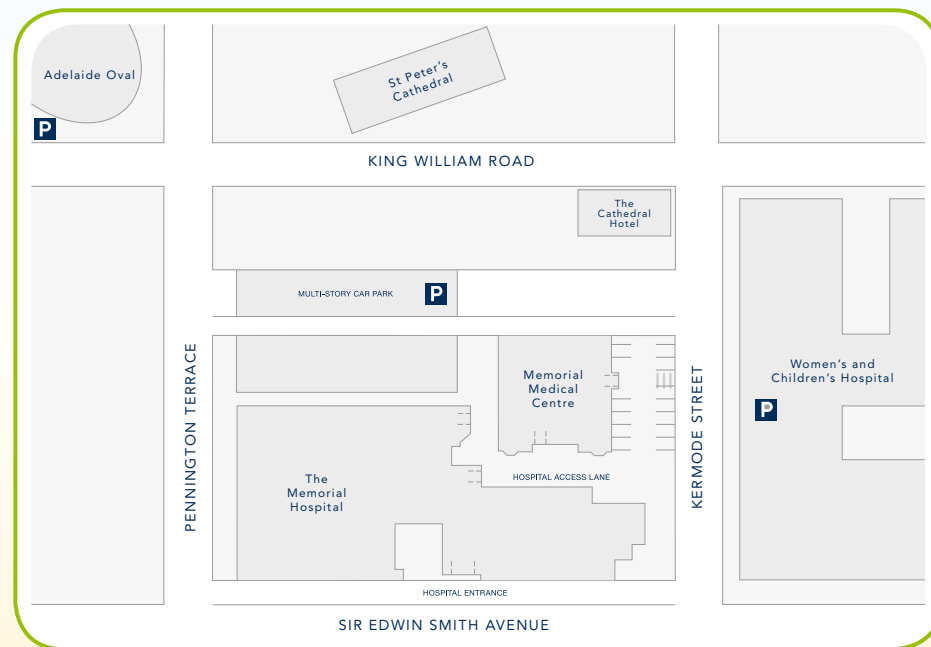 Adelaide Oval
St Peter's
Cathedral
P
KING WILLIAM ROAD
The
Cathedral
Hotel
MULTI-STORY CAR PARK
P
PENNINGTON TERRACE
Memorial
Medical
Centre
KERMODE STREET
Women's and
Children's Hospital
P
The
Memorial
Hospital
HOSPITAL ACCESS LANE
HOSPITAL ENTRANCE
SIR EDWIN SMITH AVENUE